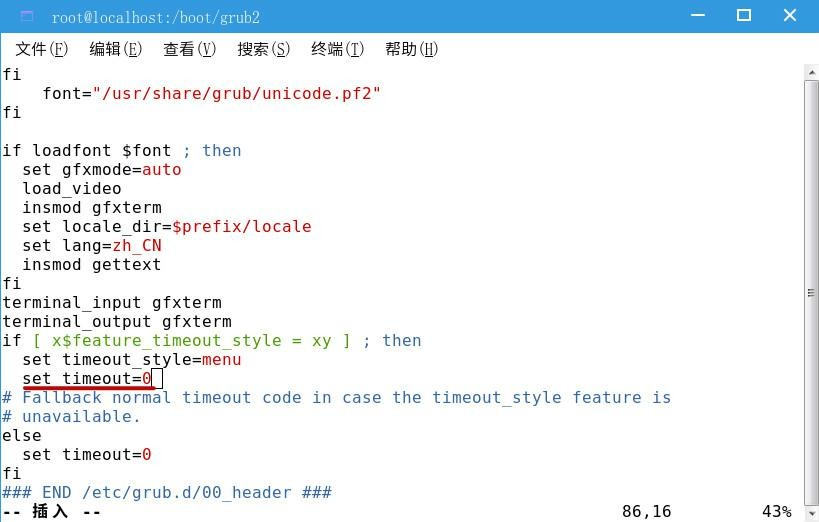 root@localhost:/boot/grub2
文件(F) 编辑(E) 查看(V) 搜索(S) 终端(T) 帮助(H)
fi
    font="/usr/share/grub/unicode.pf2"
fi

if loadfont $font ; then
  set gfxmode=auto
  load_video
  insmod gfxterm
  set locale_dir=$prefix/locale
  set lang=zh_CN
  insmod gettext
fi
terminal_input gfxterm
terminal_output gfxterm
if [ x$feature_timeout_style = xy ] ; then
  set timeout_style=menu
  set timeout=0
# Fallback normal timeout code in case the timeout_style feature is
# unavailable.
else
  set timeout=0
fi
### END /etc/grub.d/00_header ###
-- 插入 -- 86,16 43%